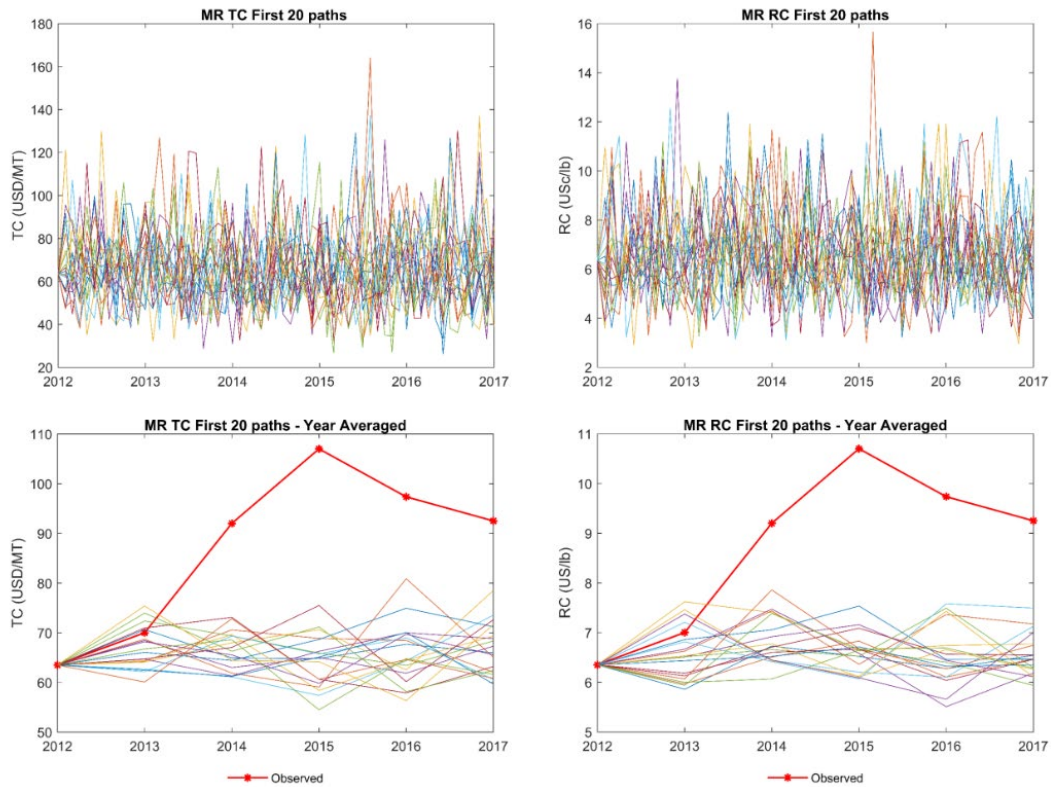 MR TC First 20 paths
180
160
140
120
100
80
60
40
20
TC (USD/MT)
2012 2013 2014 2015 2016 2017
MR RC First 20 paths
16
14
12
10
8
6
4
2
RC (USc/lb)
2012 2013 2014 2015 2016 2017
MR TC First 20 paths - Year Averaged
110
100
90
80
70
60
50
TC (USD/MT)
2012 2013 2014 2015 2016 2017
Observed
MR RC First 20 paths - Year Averaged
11
10
9
8
7
6
5
RC (US/lb)
2012 2013 2014 2015 2016 2017
Observed